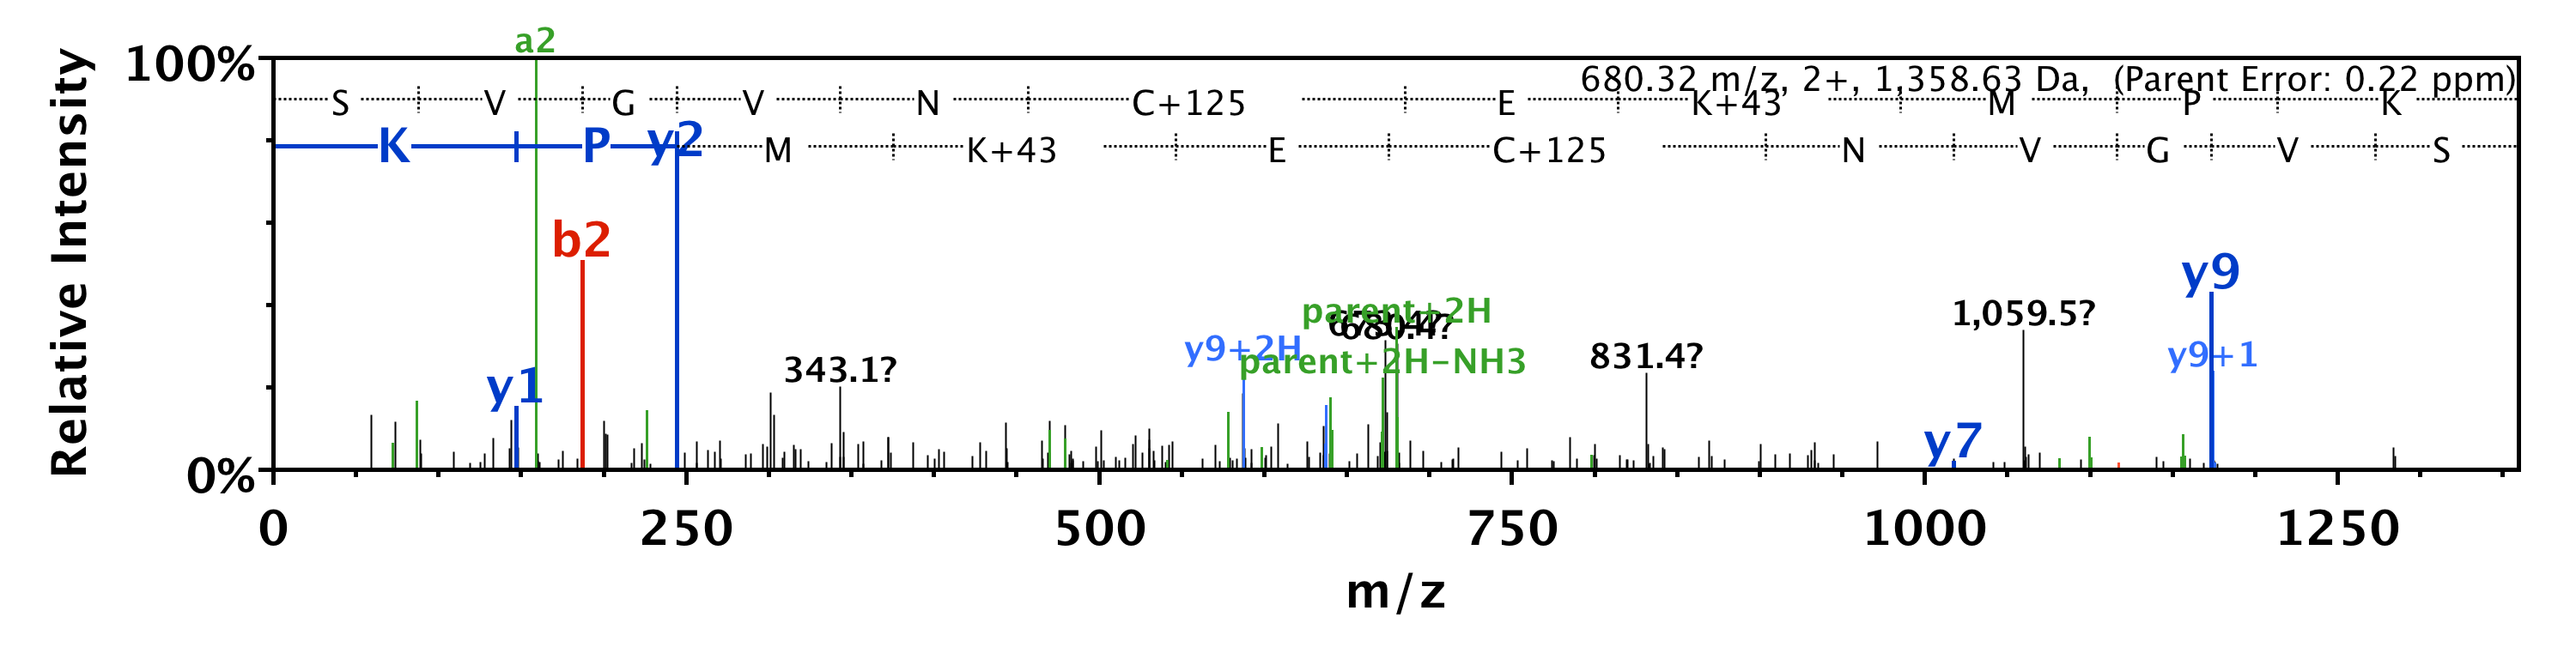 a2
100%
680.32 m/z, 2+, 1,358.63 Da, (Parent Error: 0.22 ppm)
S V G V N C+125 E K+43 M P K
K P y2 M K+43 E C+125 N V G V S
b2
y9
parent+2H
1,059.5?
680.4?
y9+2H
831.4?
y9+1
343.1?
parent+2H-NH3
y1
y7
0%
0 250 500 750 1000 1250
m/z
Relative Intensity